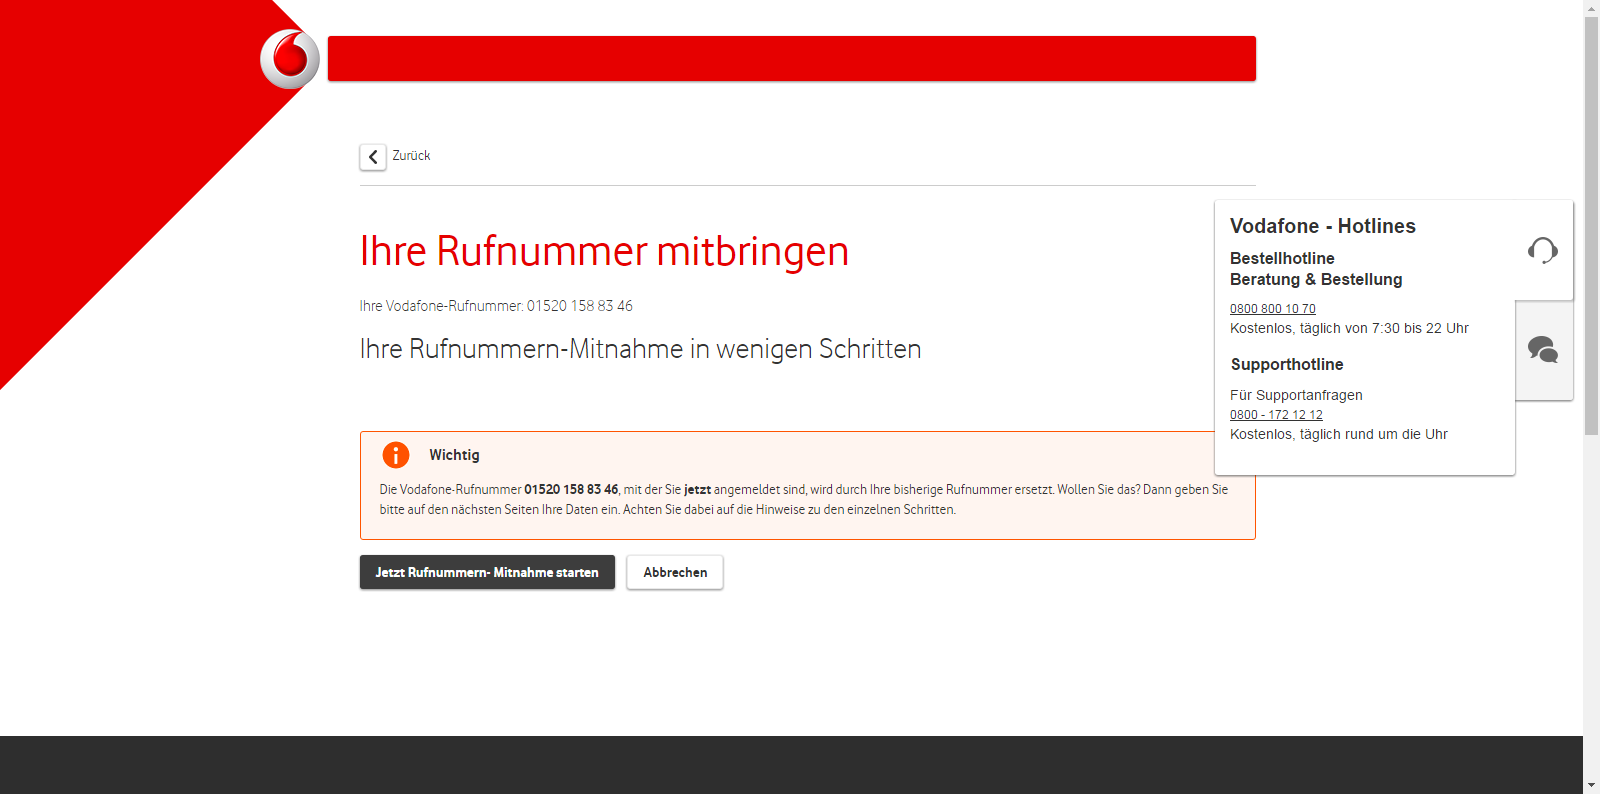 Zurück
Ihre Rufnummer mitbringen
Ihre Vodafone-Rufnummer: 01520 158 83 46
Ihre Rufnummern-Mitnahme in wenigen Schritten
Wichtig
Die Vodafone-Rufnummer 01520 158 83 46, mit der Sie jetzt angemeldet sind, wird durch Ihre bisherige Rufnummer ersetzt. Wollen Sie das? Dann geben Sie
bitte auf den nächsten Seiten Ihre Daten ein. Achten Sie dabei auf die Hinweise zu den einzelnen Schritten.
Jetzt Rufnummern- Mitnahme starten
Abbrechen
Vodafone - Hotlines
Bestellhotline
Beratung & Bestellung
0800 800 10 70
Kostenlos, täglich von 7:30 bis 22 Uhr
Supporthotline
Für Supportanfragen
0800 - 172 12 12
Kostenlos, täglich rund um die Uhr